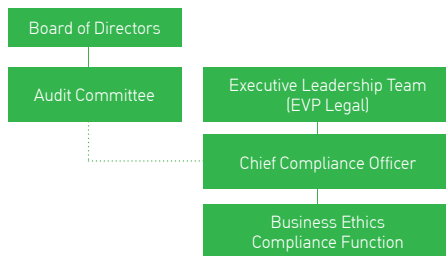 Board of Directors
Audit Committee
Executive Leadership Team
(EVP Legal)
Chief Compliance Officer
Business Ethics
Compliance Function